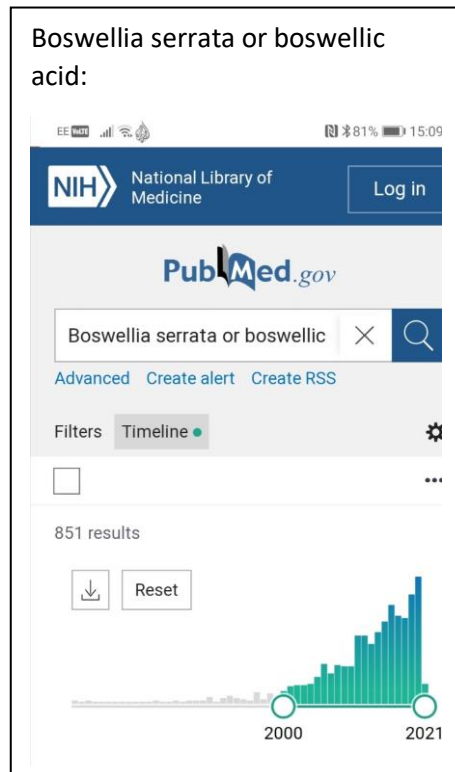 Boswellia serrata or boswellic
acid:
EE VoLTE 81% 15:09
NIH National Library of
Medicine
Log in
PubMed.gov
Boswellia serrata or boswellic
Advanced Create alert Create RSS
Filters Timeline
851 results
Reset
2000 2021